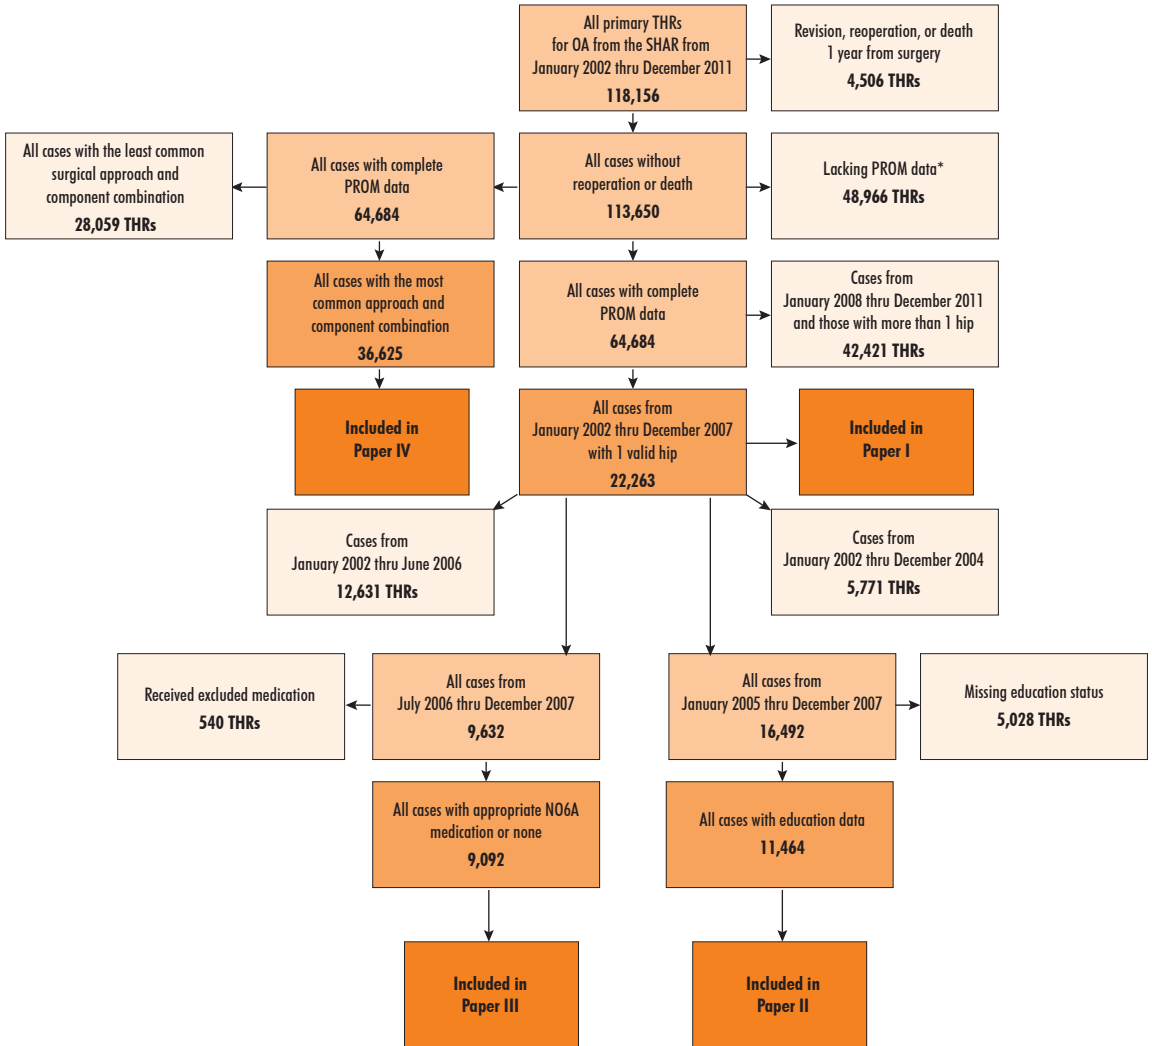 All primary THRs
for OA from the SHAR from
January 2002 thru December 2011
118,156
Revision, reoperation, or death
1 year from surgery
4,506 THRs
All cases with the least common
surgical approach and
component combination
28,059 THRs
All cases with complete
PROM data
64,684
All cases without
reoperation or death
113,650
Lacking PROM data*
48,966 THRs
All cases with the most
common approach and
component combination
36,625
All cases with complete
PROM data
64,684
Cases from
January 2008 thru December 2011
and those with more than 1 hip
42,421 THRs
Included in
Paper IV
All cases from
January 2002 thru December 2007
with 1 valid hip
22,263
Included in
Paper I
Cases from
January 2002 thru June 2006
12,631 THRs
Cases from
January 2002 thru December 2004
5,771 THRs
Received excluded medication
540 THRs
All cases from
July 2006 thru December 2007
9,632
All cases from
January 2005 thru December 2007
16,492
Missing education status
5,028 THRs
All cases with appropriate NO6A
medication or none
9,092
All cases with education data
11,464
Included in
Paper III
Included in
Paper II